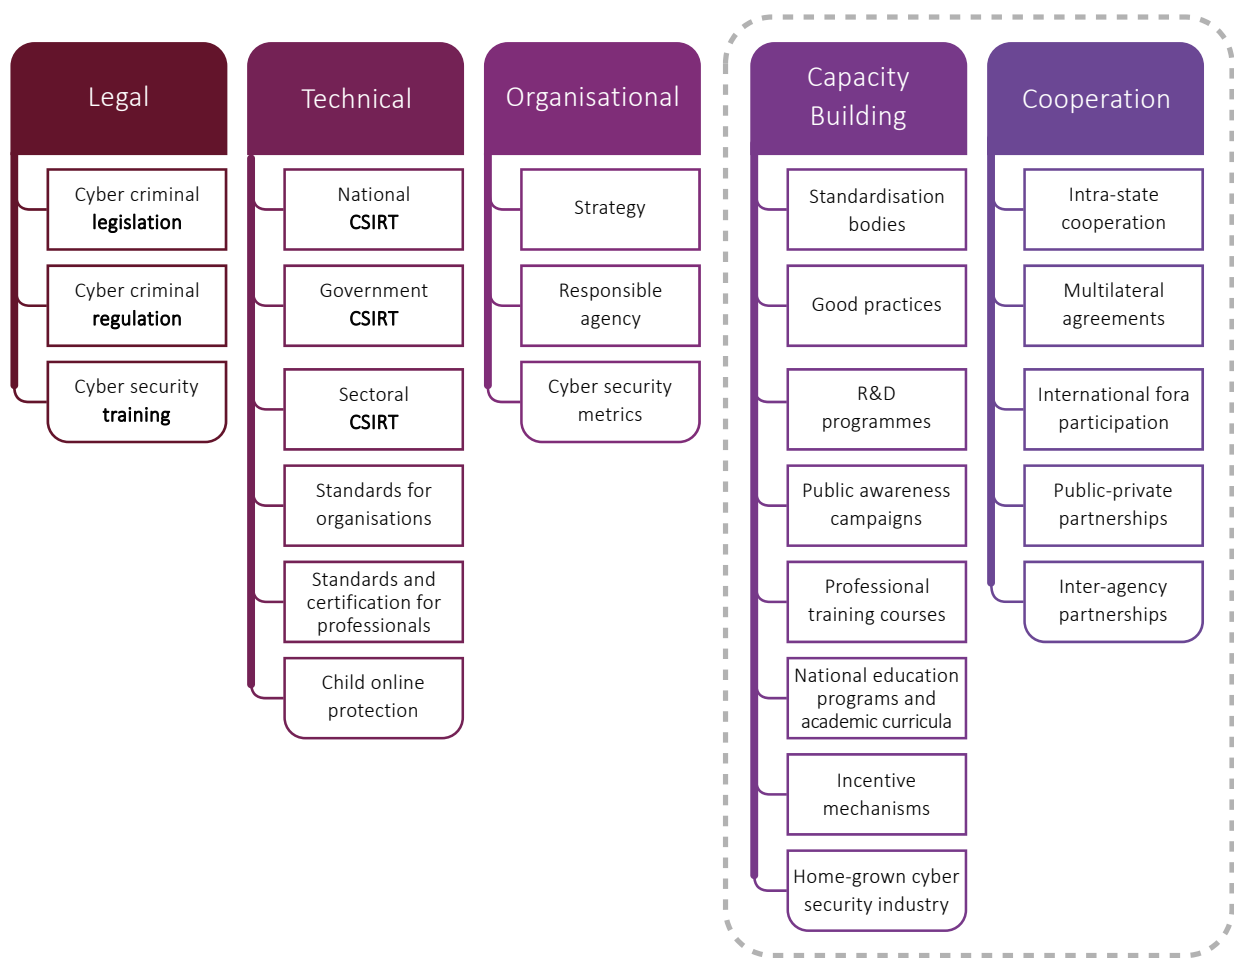 Legal
Cyber criminal
legislation
Cyber criminal
regulation
Cyber security
training
Technical
National
CSIRT
Government
CSIRT
Sectoral
CSIRT
Standards for
organisations
Standards and
certification for
professionals
Child online
protection
Organisational
Strategy
Responsible
agency
Cyber security
metrics
Capacity
Building
Standardisation
bodies
Good practices
R&D
programmes
Public awareness
campaigns
Professional
training courses
National education
programs and
academic curricula
Incentive
mechanisms
Home-grown cyber
security industry
Cooperation
Intra-state
cooperation
Multilateral
agreements
International fora
participation
Public-private
partnerships
Inter-agency
partnerships